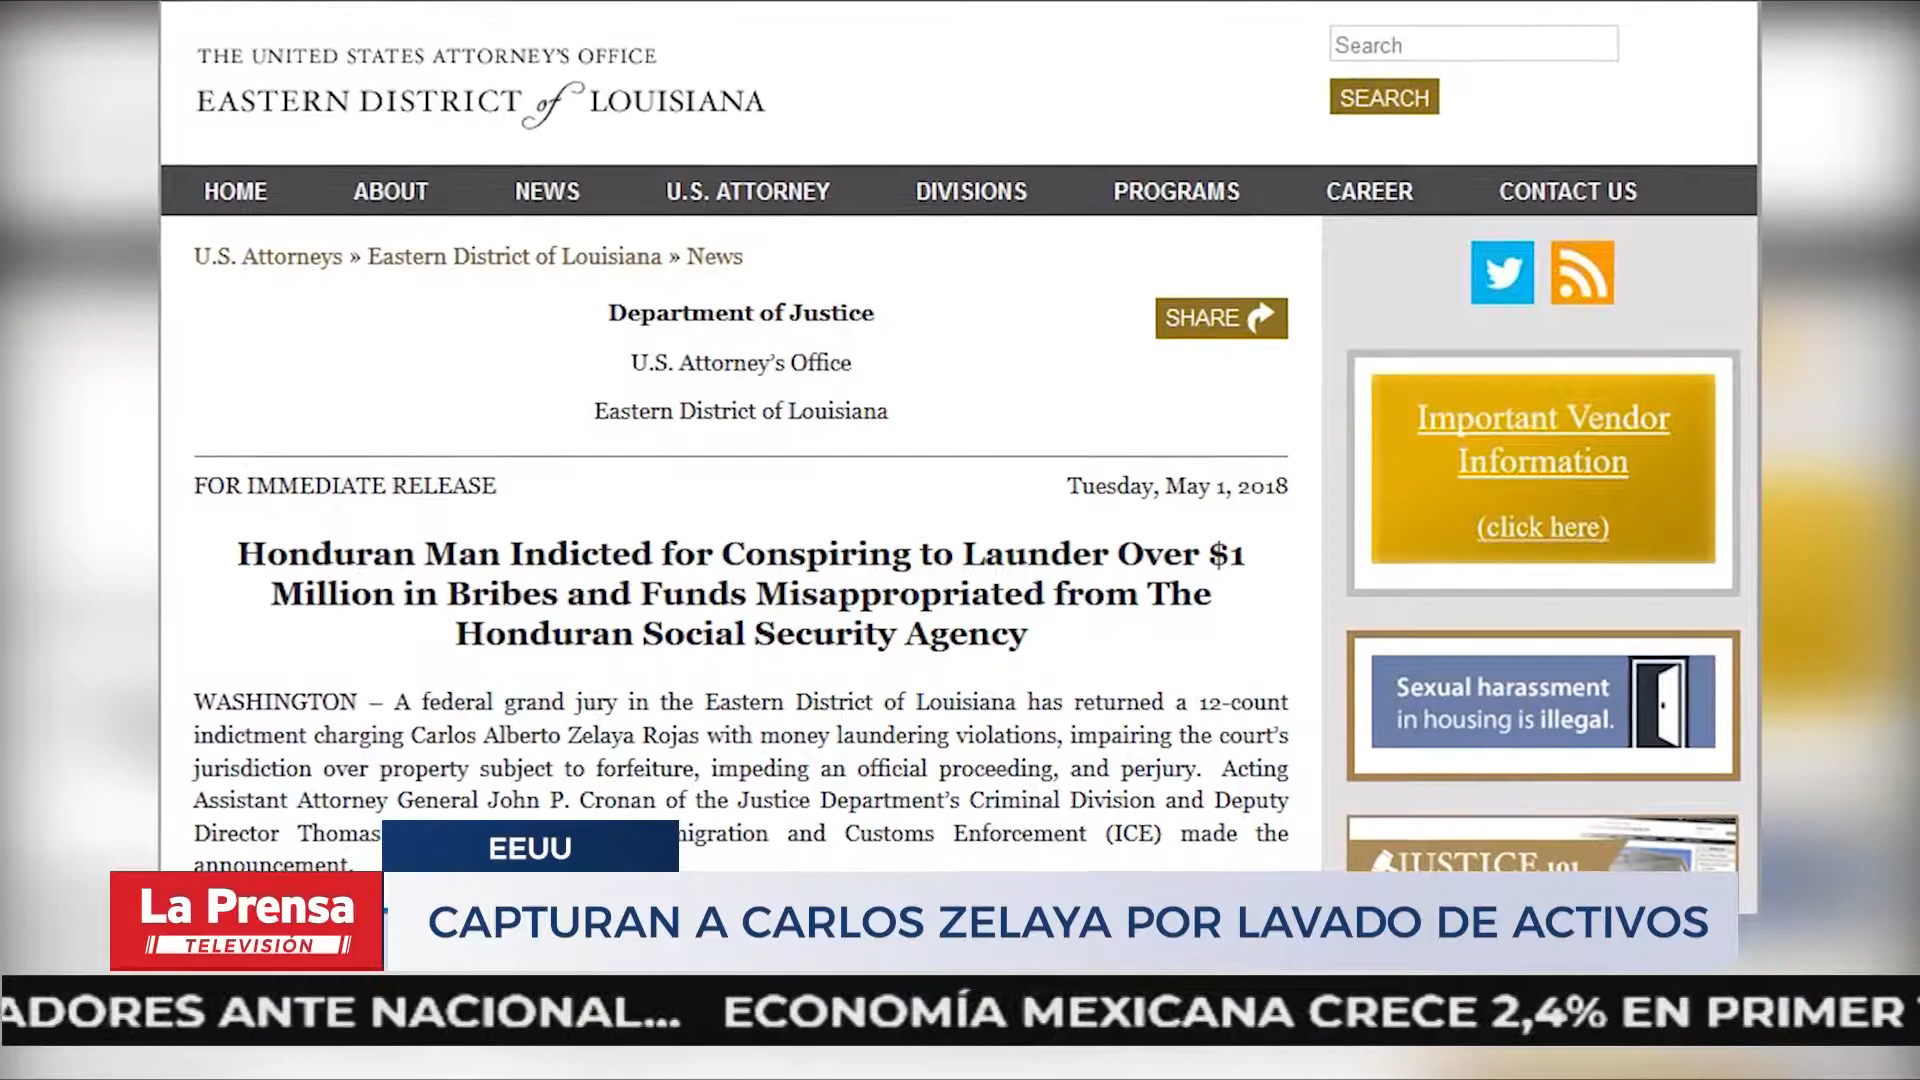 THE UNITED STATES ATTORNEY'S OFFICE
EASTERN DISTRICT of LOUISIANA
Search
SEARCH
HOME ABOUT NEWS U.S. ATTORNEY DIVISIONS PROGRAMS CAREER CONTACT US
U.S. Attorneys » Eastern District of Louisiana » News
Department of Justice
SHARE
U.S. Attorney's Office
Eastern District of Louisiana
FOR IMMEDIATE RELEASE Tuesday, May 1, 2018
Honduran Man Indicted for Conspiring to Launder Over $1
Million in Bribes and Funds Misappropriated from The
Honduran Social Security Agency
WASHINGTON – A federal grand jury in the Eastern District of Louisiana has returned a 12-count
indictment charging Carlos Alberto Zelaya Rojas with money laundering violations, impairing the court's
jurisdiction over property subject to forfeiture, impeding an official proceeding, and perjury. Acting
Assistant Attorney General John P. Cronan of the Justice Department's Criminal Division and Deputy
Director Thomas migration and Customs Enforcement (ICE) made the
announcement.
Important Vendor
Information
(click here)
Sexual harassment
in housing is illegal.
JUSTICE 101
EEUU
La Prensa
TELEVISIÓN
CAPTURAN A CARLOS ZELAYA POR LAVADO DE ACTIVOS
ADORES ANTE NACIONAL... ECONOMÍA MEXICANA CRECE 2,4% EN PRIMER